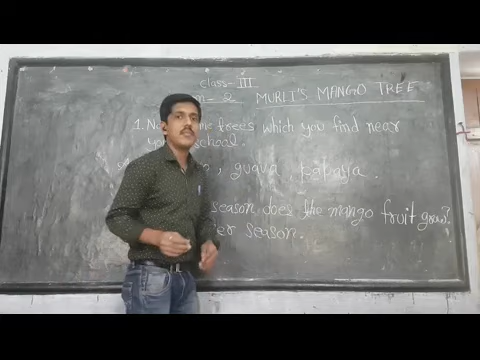 class- III
2 MURLI'S MANGO TREE
1. trees which you find near
school.
, guava, papaya.
season does the mango fruit grow?
season.